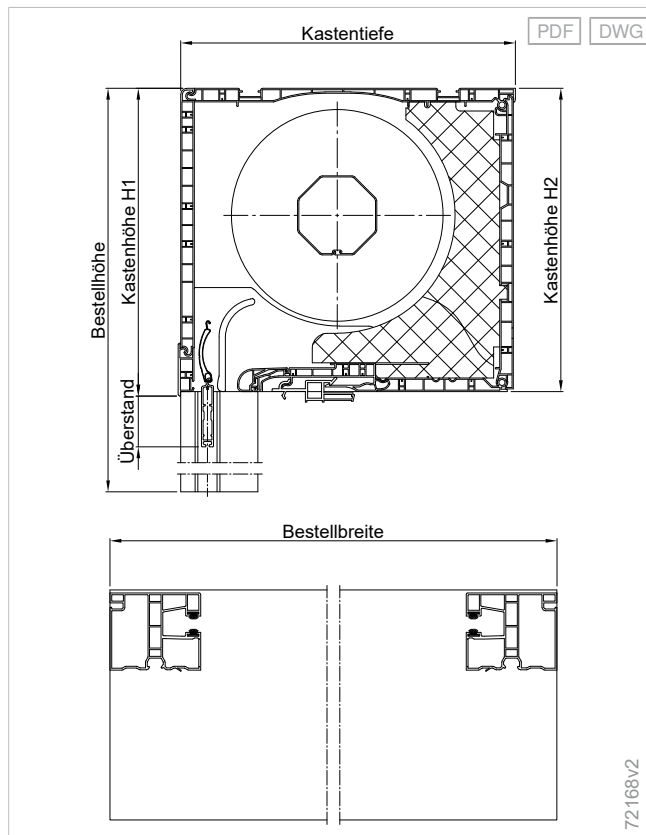 Kastentiefe
PDF
DWG
Bestellhöhe
Kastenhöhe H1
Kastenhöhe H2
Überstand
Bestellbreite
72168v2